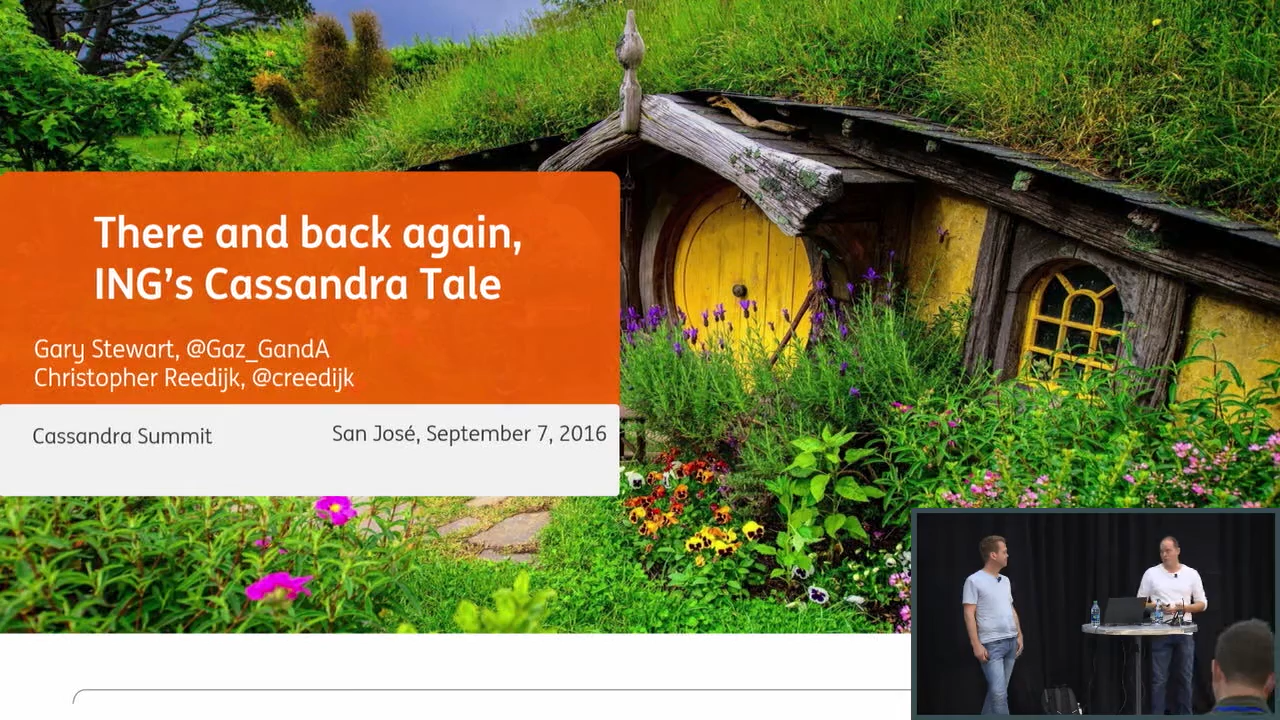 There and back again,
ING's Cassandra Tale
Gary Stewart, @Gaz_GandA
Christopher Reedijk, @creedijk
Cassandra Summit
San José, September 7, 2016